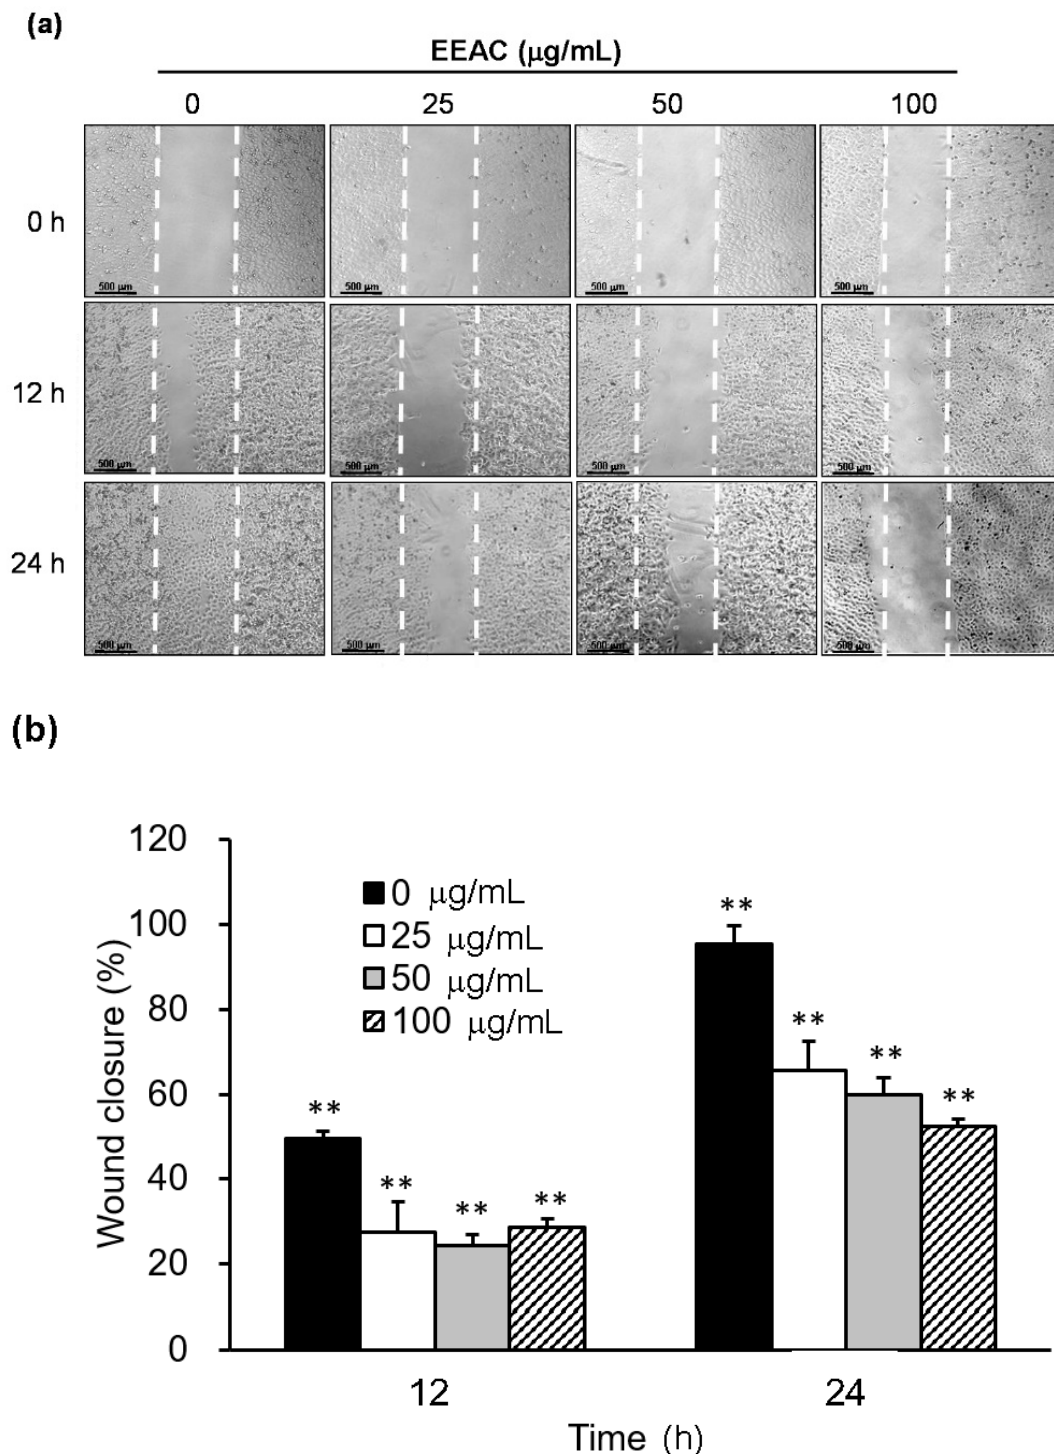 (a)
EEAC (μg/mL)
0 25 50 100
0 h
500 μm 500 μm 500 μm 500 μm
12 h
500 μm 500 μm 500 μm 500 μm
24 h
500 μm 500 μm 500 μm 500 μm
(b)
120
100
80
60
40
20
0
Wound closure (%)
0 μg/mL
25 μg/mL
50 μg/mL
100 μg/mL
** ** ** **
** ** ** **
12 24
Time (h)